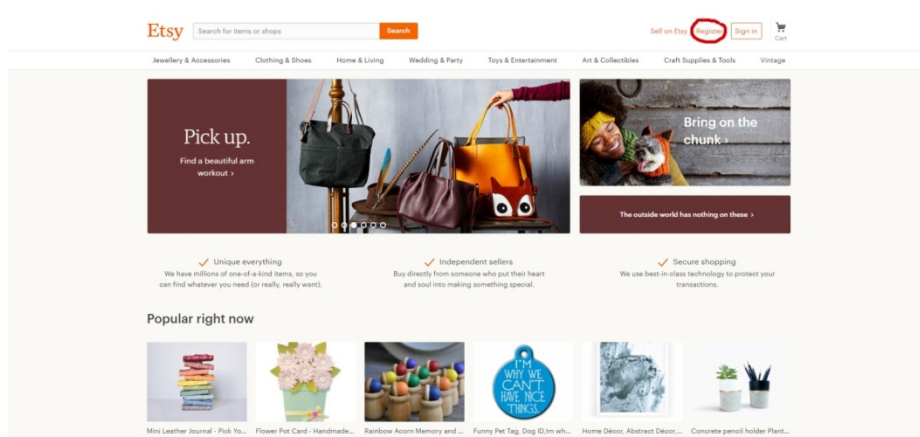 Etsy
Search for items or shops
Search
Sell on Etsy
Register
Sign in
Cart
Jewellery & Accessories
Clothing & Shoes
Home & Living
Wedding & Party
Toys & Entertainment
Art & Collectibles
Craft Supplies & Tools
Vintage
Pick up.
Find a beautiful arm
workout ›
Bring on the
chunk ›
The outside world has nothing on these ›
Unique everything
We have millions of one-of-a-kind items, so you
can find whatever you need (or really, really want).
Independent sellers
Buy directly from someone who put their heart
and soul into making something special.
Secure shopping
We use best-in-class technology to protect your
transactions.
Popular right now
I'M
WHY WE
CAN'T
HAVE NICE
THINGS.
Mini Leather Journal - Pick Yo...
Flower Pot Card - Handmade...
Rainbow Acorn Memory and ...
Funny Pet Tag, Dog ID,Im wh...
Home Décor, Abstract Décor,...
Concrete pencil holder Plant...